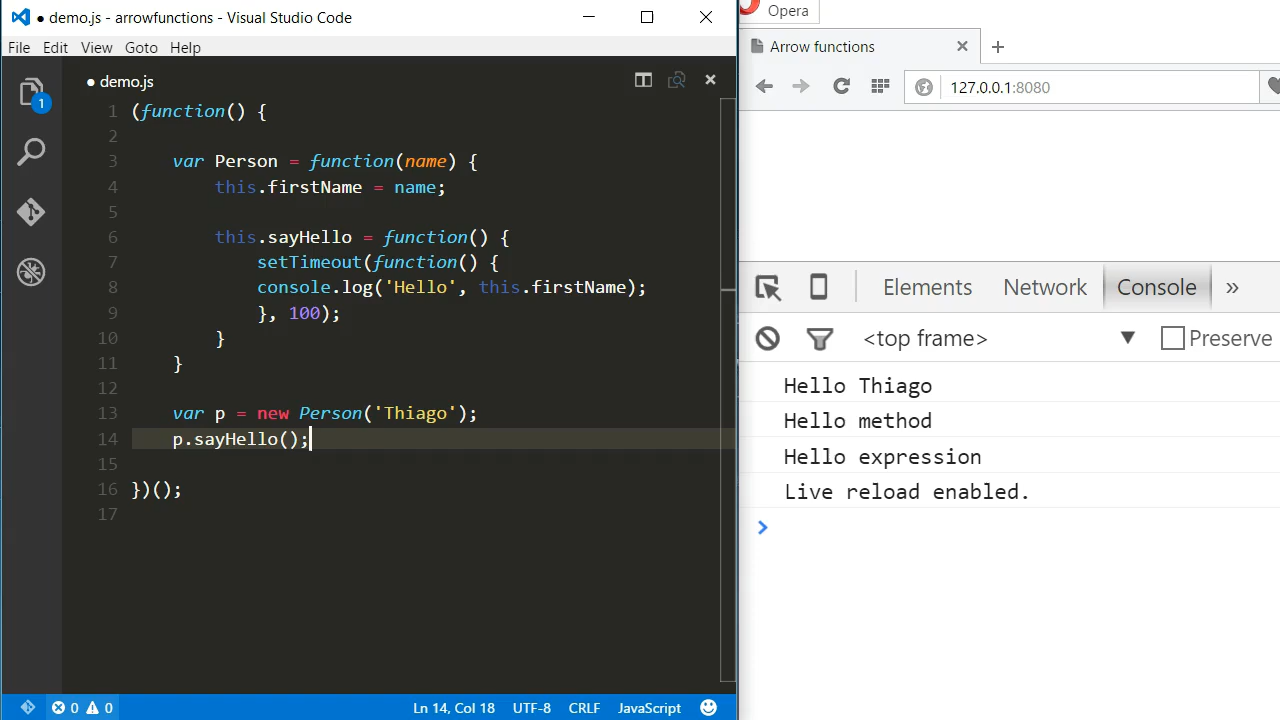 demo.js - arrowfunctions - Visual Studio Code
File Edit View Goto Help
1
demo.js
1 (function() {
2
3 var Person = function(name) {
4 this.firstName = name;
5
6 this.sayHello = function() {
7 setTimeout(function() {
8 console.log('Hello', this.firstName);
9 }, 100);
10 }
11 }
12
13 var p = new Person('Thiago');
14 p.sayHello();
15
16 })();
17
0 0 Ln 14, Col 18 UTF-8 CRLF JavaScript
Opera
Arrow functions
127.0.0.1:8080
Elements Network Console »
<top frame> Preserve
Hello Thiago
Hello method
Hello expression
Live reload enabled.